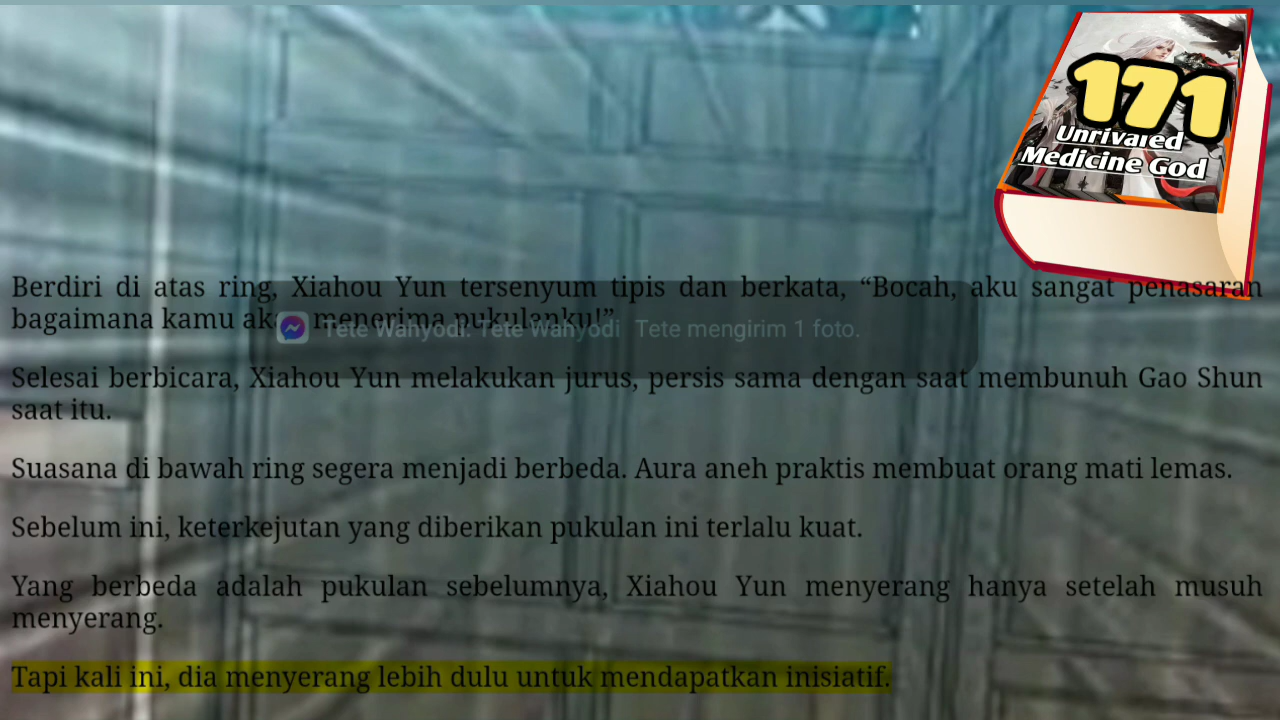 171
Unrivaled
Medicine God
Berdiri di atas ring, Xiahou Yun tersenyum tipis dan berkata, “Bocah, aku sangat penasaran
bagaimana kamu akan menerima pukulanku!”
Tete Wahyodi: Tete Wahyodi Tete mengirim 1 foto.
Selesai berbicara, Xiahou Yun melakukan jurus, persis sama dengan saat membunuh Gao Shun
saat itu.
Suasana di bawah ring segera menjadi berbeda. Aura aneh praktis membuat orang mati lemas.
Sebelum ini, keterkejutan yang diberikan pukulan ini terlalu kuat.
Yang berbeda adalah pukulan sebelumnya, Xiahou Yun menyerang hanya setelah musuh
menyerang.
Tapi kali ini, dia menyerang lebih dulu untuk mendapatkan inisiatif.